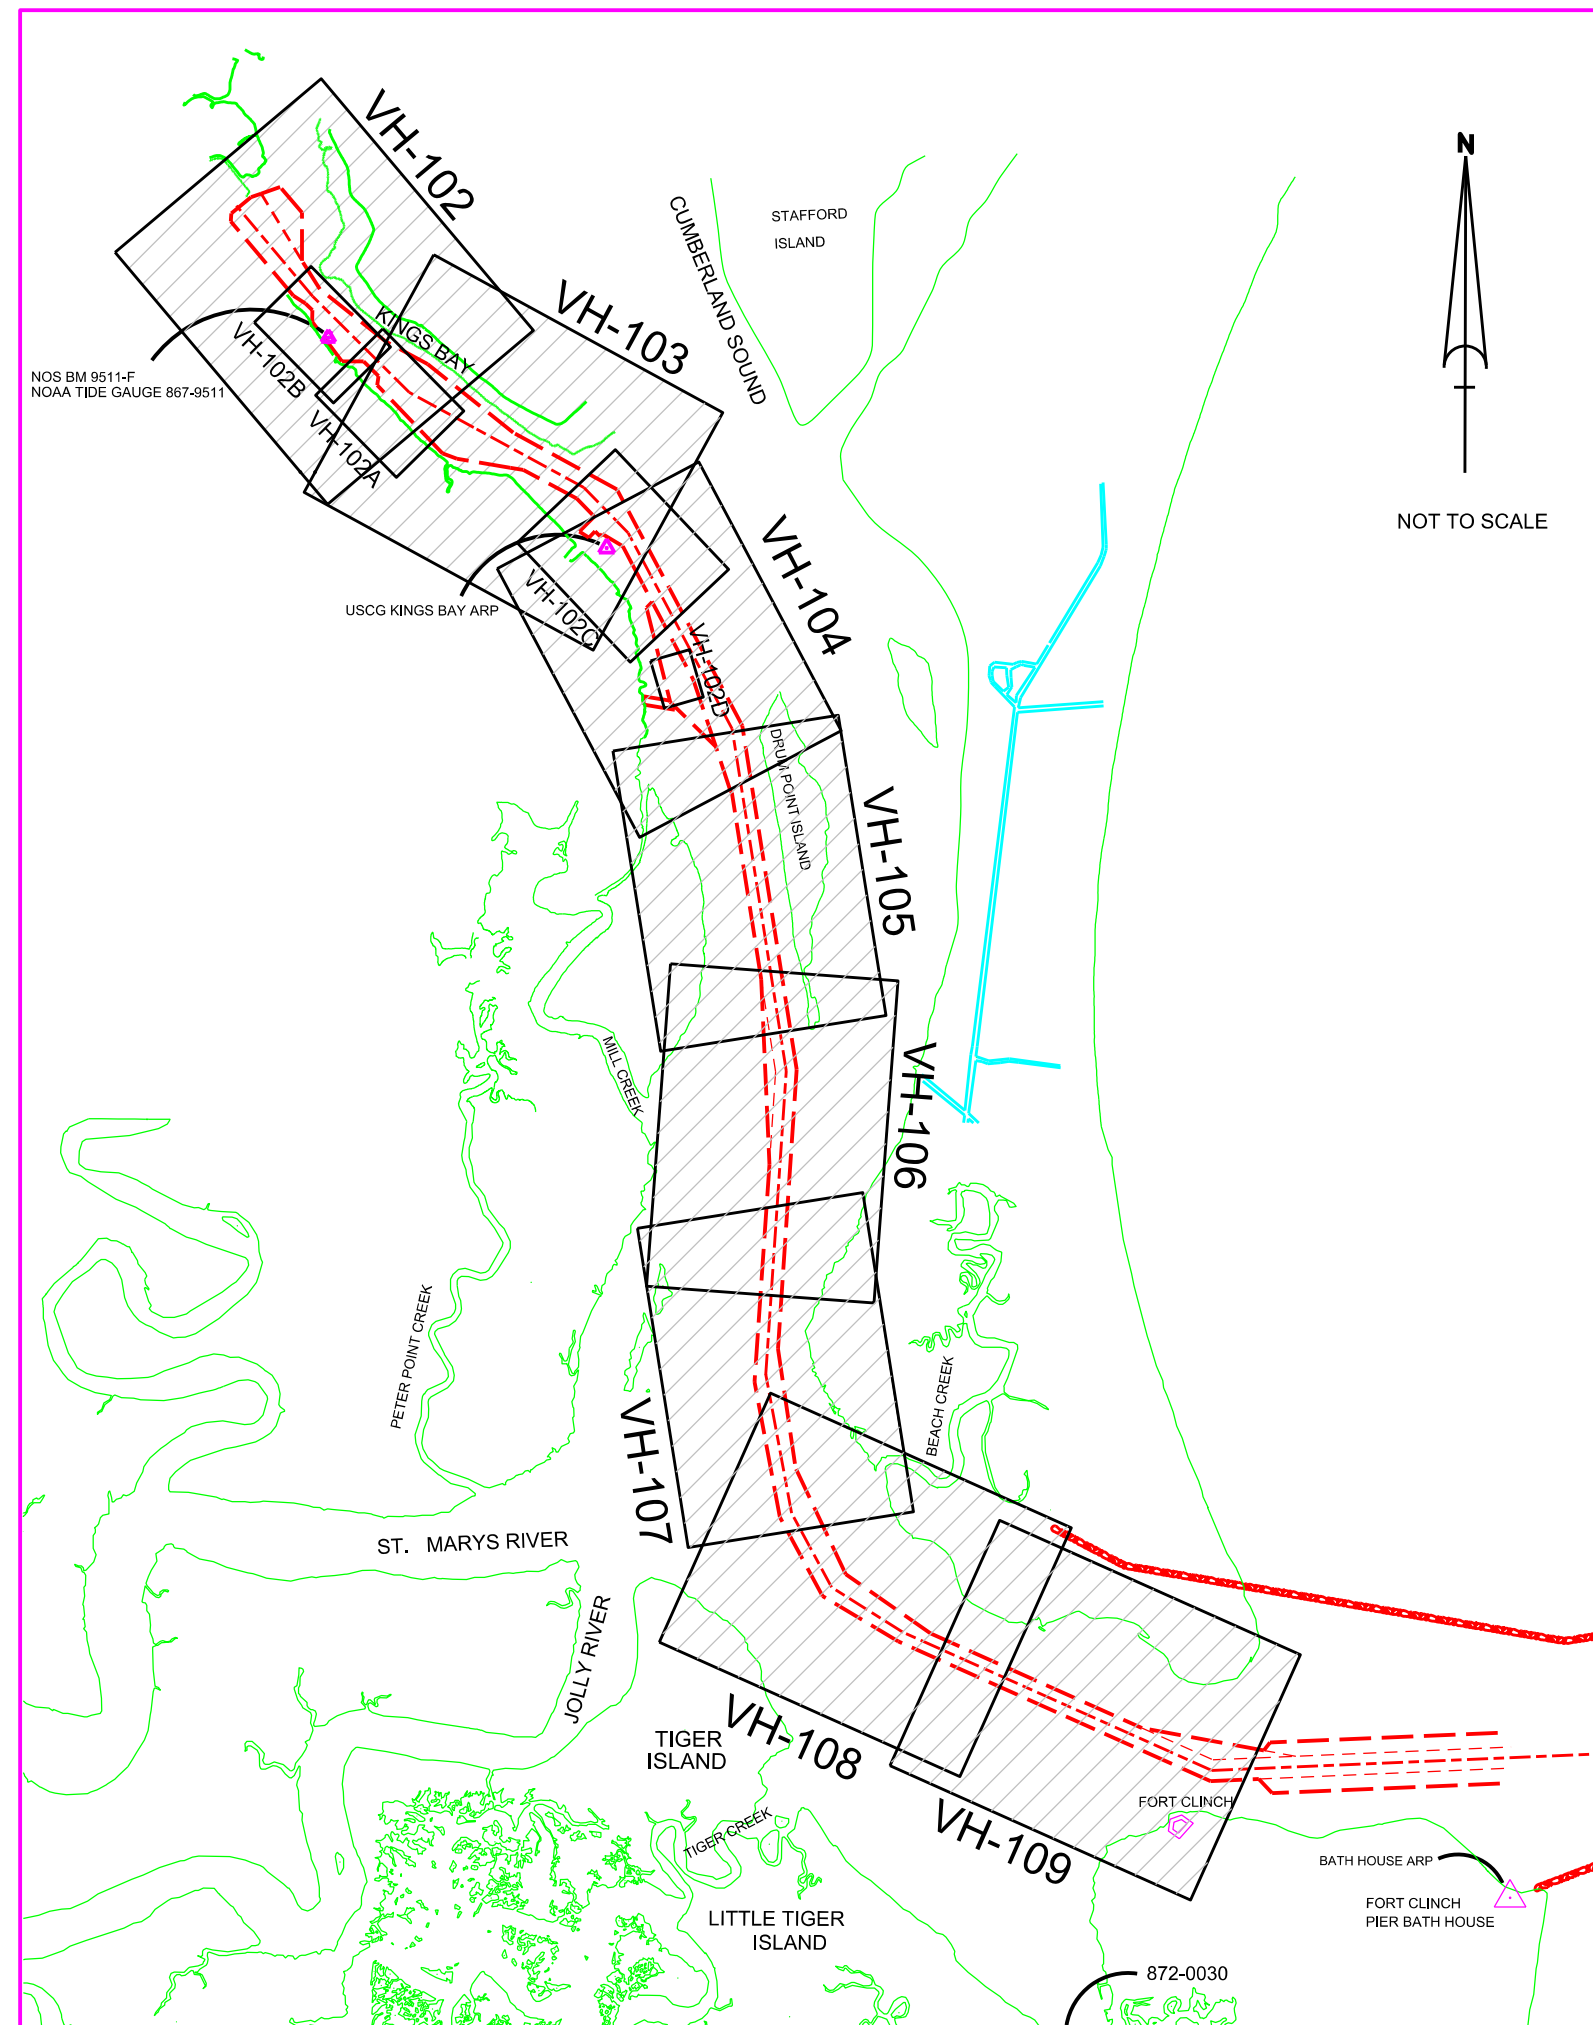 VH-102
N
CUMBERLAND SOUND
STAFFORD
ISLAND
VH-103
KINGS BAY
VH-102B
NOS BM 9511-F
NOAA TIDE GAUGE 867-9511
VH-102A
NOT TO SCALE
VH-104
VH-102C
USCG KINGS BAY ARP
VH-102D
DRUM POINT ISLAND
VH-105
MILL CREEK
VH-106
PETER POINT CREEK
BEACH CREEK
VH-107
ST. MARYS RIVER
JOLLY RIVER
TIGER
ISLAND
VH-108
FORT CLINCH
TIGER CREEK
VH-109
BATH HOUSE ARP
FORT CLINCH
PIER BATH HOUSE
LITTLE TIGER
ISLAND
872-0030